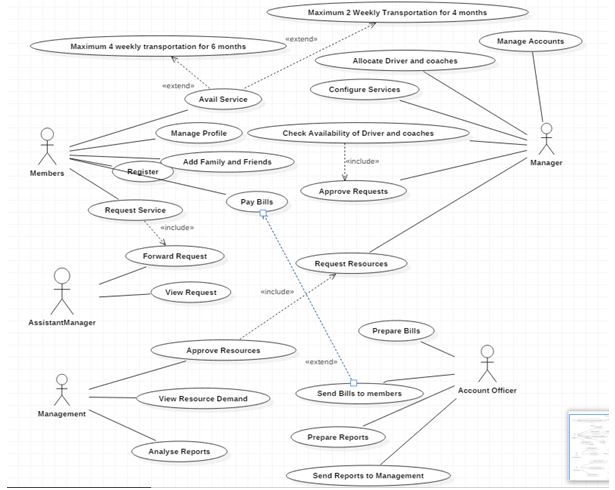 Maximum 2 Weekly Transportation for 4 months
Maximum 4 weekly transportation for 6 months
«extend»
Manage Accounts
Allocate Driver and coaches
«extend»
Configure Services
Avail Service
Manage Profile
Check Availability of Driver and coaches
Members
Manager
Add Family and Friends
«include»
Register
Approve Requests
Pay Bills
Request Service
«include»
Forward Request
Request Resources
View Request
«include»
AssistantManager
Prepare Bills
Approve Resources
«extend»
Account Officer
Send Bills to members
View Resource Demand
Management
Prepare Reports
Analyse Reports
Send Reports to Management